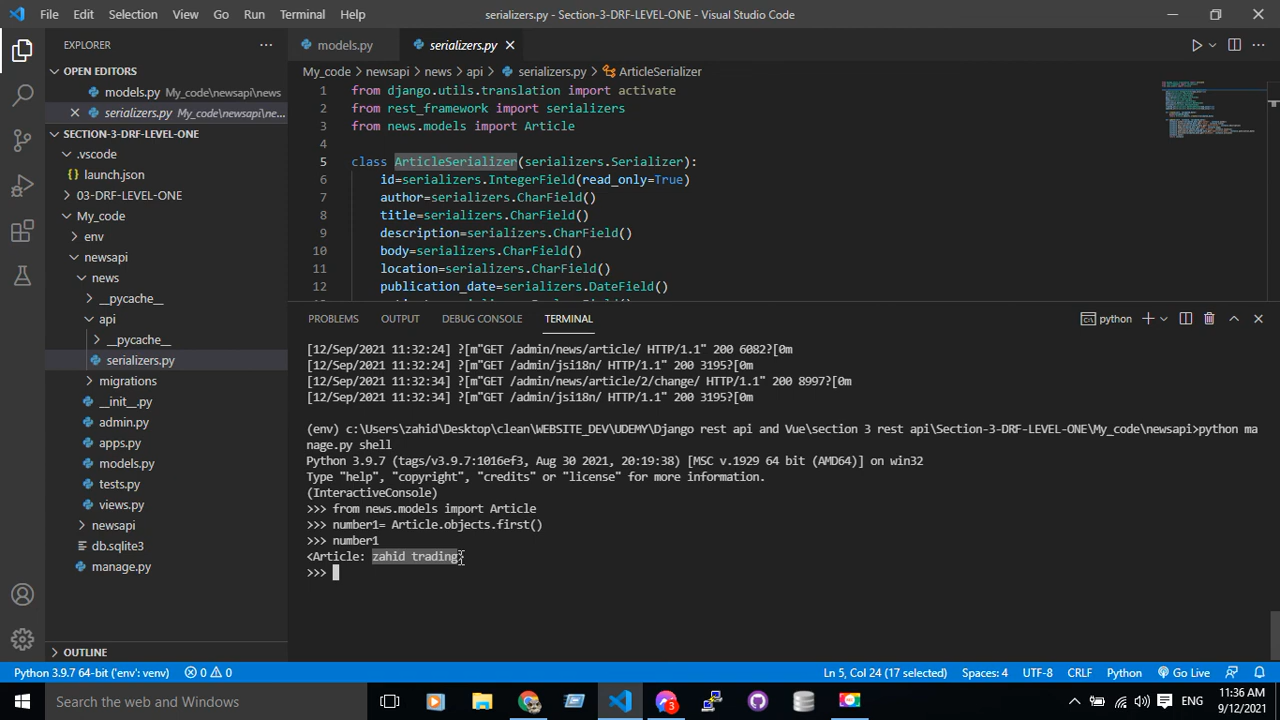 File Edit Selection View Go Run Terminal Help serializers.py - Section-3-DRF-LEVEL-ONE - Visual Studio Code
EXPLORER
models.py serializers.py
OPEN EDITORS
models.py My_code\newsapi\news
serializers.py My_code\newsapi\ne...
SECTION-3-DRF-LEVEL-ONE
.vscode
launch.json
03-DRF-LEVEL-ONE
My_code
env
newsapi
news
__pycache__
api
__pycache__
serializers.py
migrations
__init__.py
admin.py
apps.py
models.py
tests.py
views.py
newsapi
db.sqlite3
manage.py
OUTLINE
My_code > newsapi > news > api > serializers.py > ArticleSerializer
1 from django.utils.translation import activate
2 from rest_framework import serializers
3 from news.models import Article
4
5 class ArticleSerializer(serializers.Serializer):
6 id=serializers.IntegerField(read_only=True)
7 author=serializers.CharField()
8 title=serializers.CharField()
9 description=serializers.CharField()
10 body=serializers.CharField()
11 location=serializers.CharField()
12 publication_date=serializers.DateField()
PROBLEMS OUTPUT DEBUG CONSOLE TERMINAL python
[12/Sep/2021 11:32:24] ?[m"GET /admin/news/article/ HTTP/1.1" 200 6082?[0m
[12/Sep/2021 11:32:24] ?[m"GET /admin/jsi18n/ HTTP/1.1" 200 3195?[0m
[12/Sep/2021 11:32:34] ?[m"GET /admin/news/article/2/change/ HTTP/1.1" 200 8997?[0m
[12/Sep/2021 11:32:34] ?[m"GET /admin/jsi18n/ HTTP/1.1" 200 3195?[0m
(env) c:\Users\zahid\Desktop\clean\WEBSITE_DEV\UDEMY\Django rest api and Vue\section 3 rest api\Section-3-DRF-LEVEL-ONE\My_code\newsapi>python ma
nage.py shell
Python 3.9.7 (tags/v3.9.7:1016ef3, Aug 30 2021, 20:19:38) [MSC v.1929 64 bit (AMD64)] on win32
Type "help", "copyright", "credits" or "license" for more information.
(InteractiveConsole)
>>> from news.models import Article
>>> number1= Article.objects.first()
>>> number1
<Article: zahid trading>
>>>
Python 3.9.7 64-bit ('env': venv) 0 0 Ln 5, Col 24 (17 selected) Spaces: 4 UTF-8 CRLF Python Go Live
Search the web and Windows 3 ENG 11:36 AM
9/12/2021